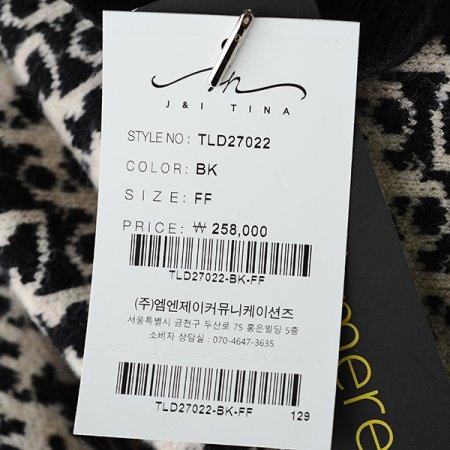 J & I TINA
STYLE NO : TLD27022
COLOR : BK
SIZE : FF
PRICE : ₩ 258,000
TLD27022-BK-FF
(주)엠엔제이커뮤니케이션즈
서울특별시 금천구 두산로 75 홍은빌딩 5층
소비자 상담실 : 070-4647-3635
TLD27022-BK-FF 129
mere